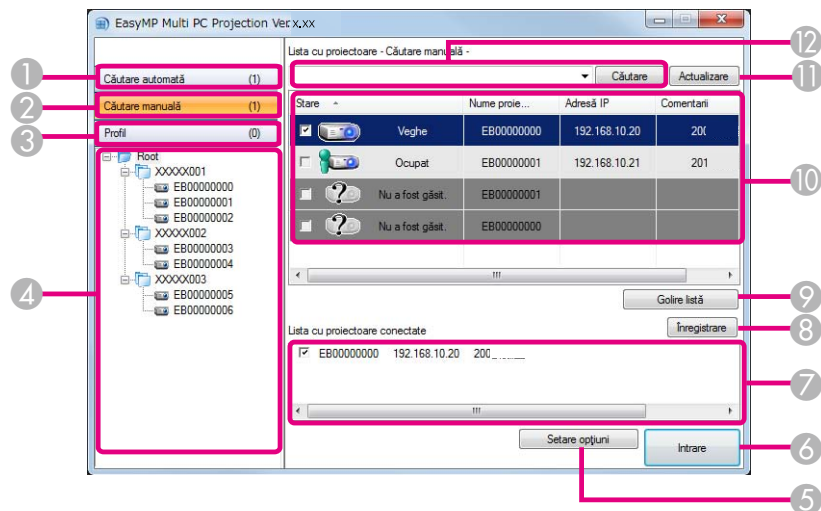 EasyMP Multi PC Projection Ver.x.xx
Lista cu proiectoare - Căutare manuală -
12
1
Căutare automată (1)
Căutare
Actualizare
11
2
Căutare manuală (1)
Stare
Nume proie...
Adresă IP
Comentarii
3
Profil (0)
Veghe EB00000000 192.168.10.20 20(
Root
XXXXX001
Ocupat EB00000001 192.168.10.21 201
EB00000000
EB00000001
Nu a fost găsit. EB00000001
10
EB00000002
XXXXX002
Nu a fost găsit. EB00000000
EB00000003
EB00000004
XXXXX003
4
EB00000005
Golire listă
9
EB00000006
Înregistrare
8
Lista cu proiectoare conectate
EB00000000 192.168.10.20 200
7
Setare opţiuni
Intrare
6
5